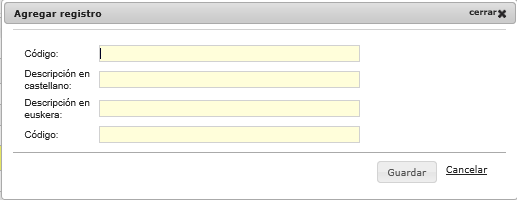 Agregar registro
cerrar
Código:
Descripción en
castellano:
Descripción en
euskera:
Código:
Guardar
Cancelar